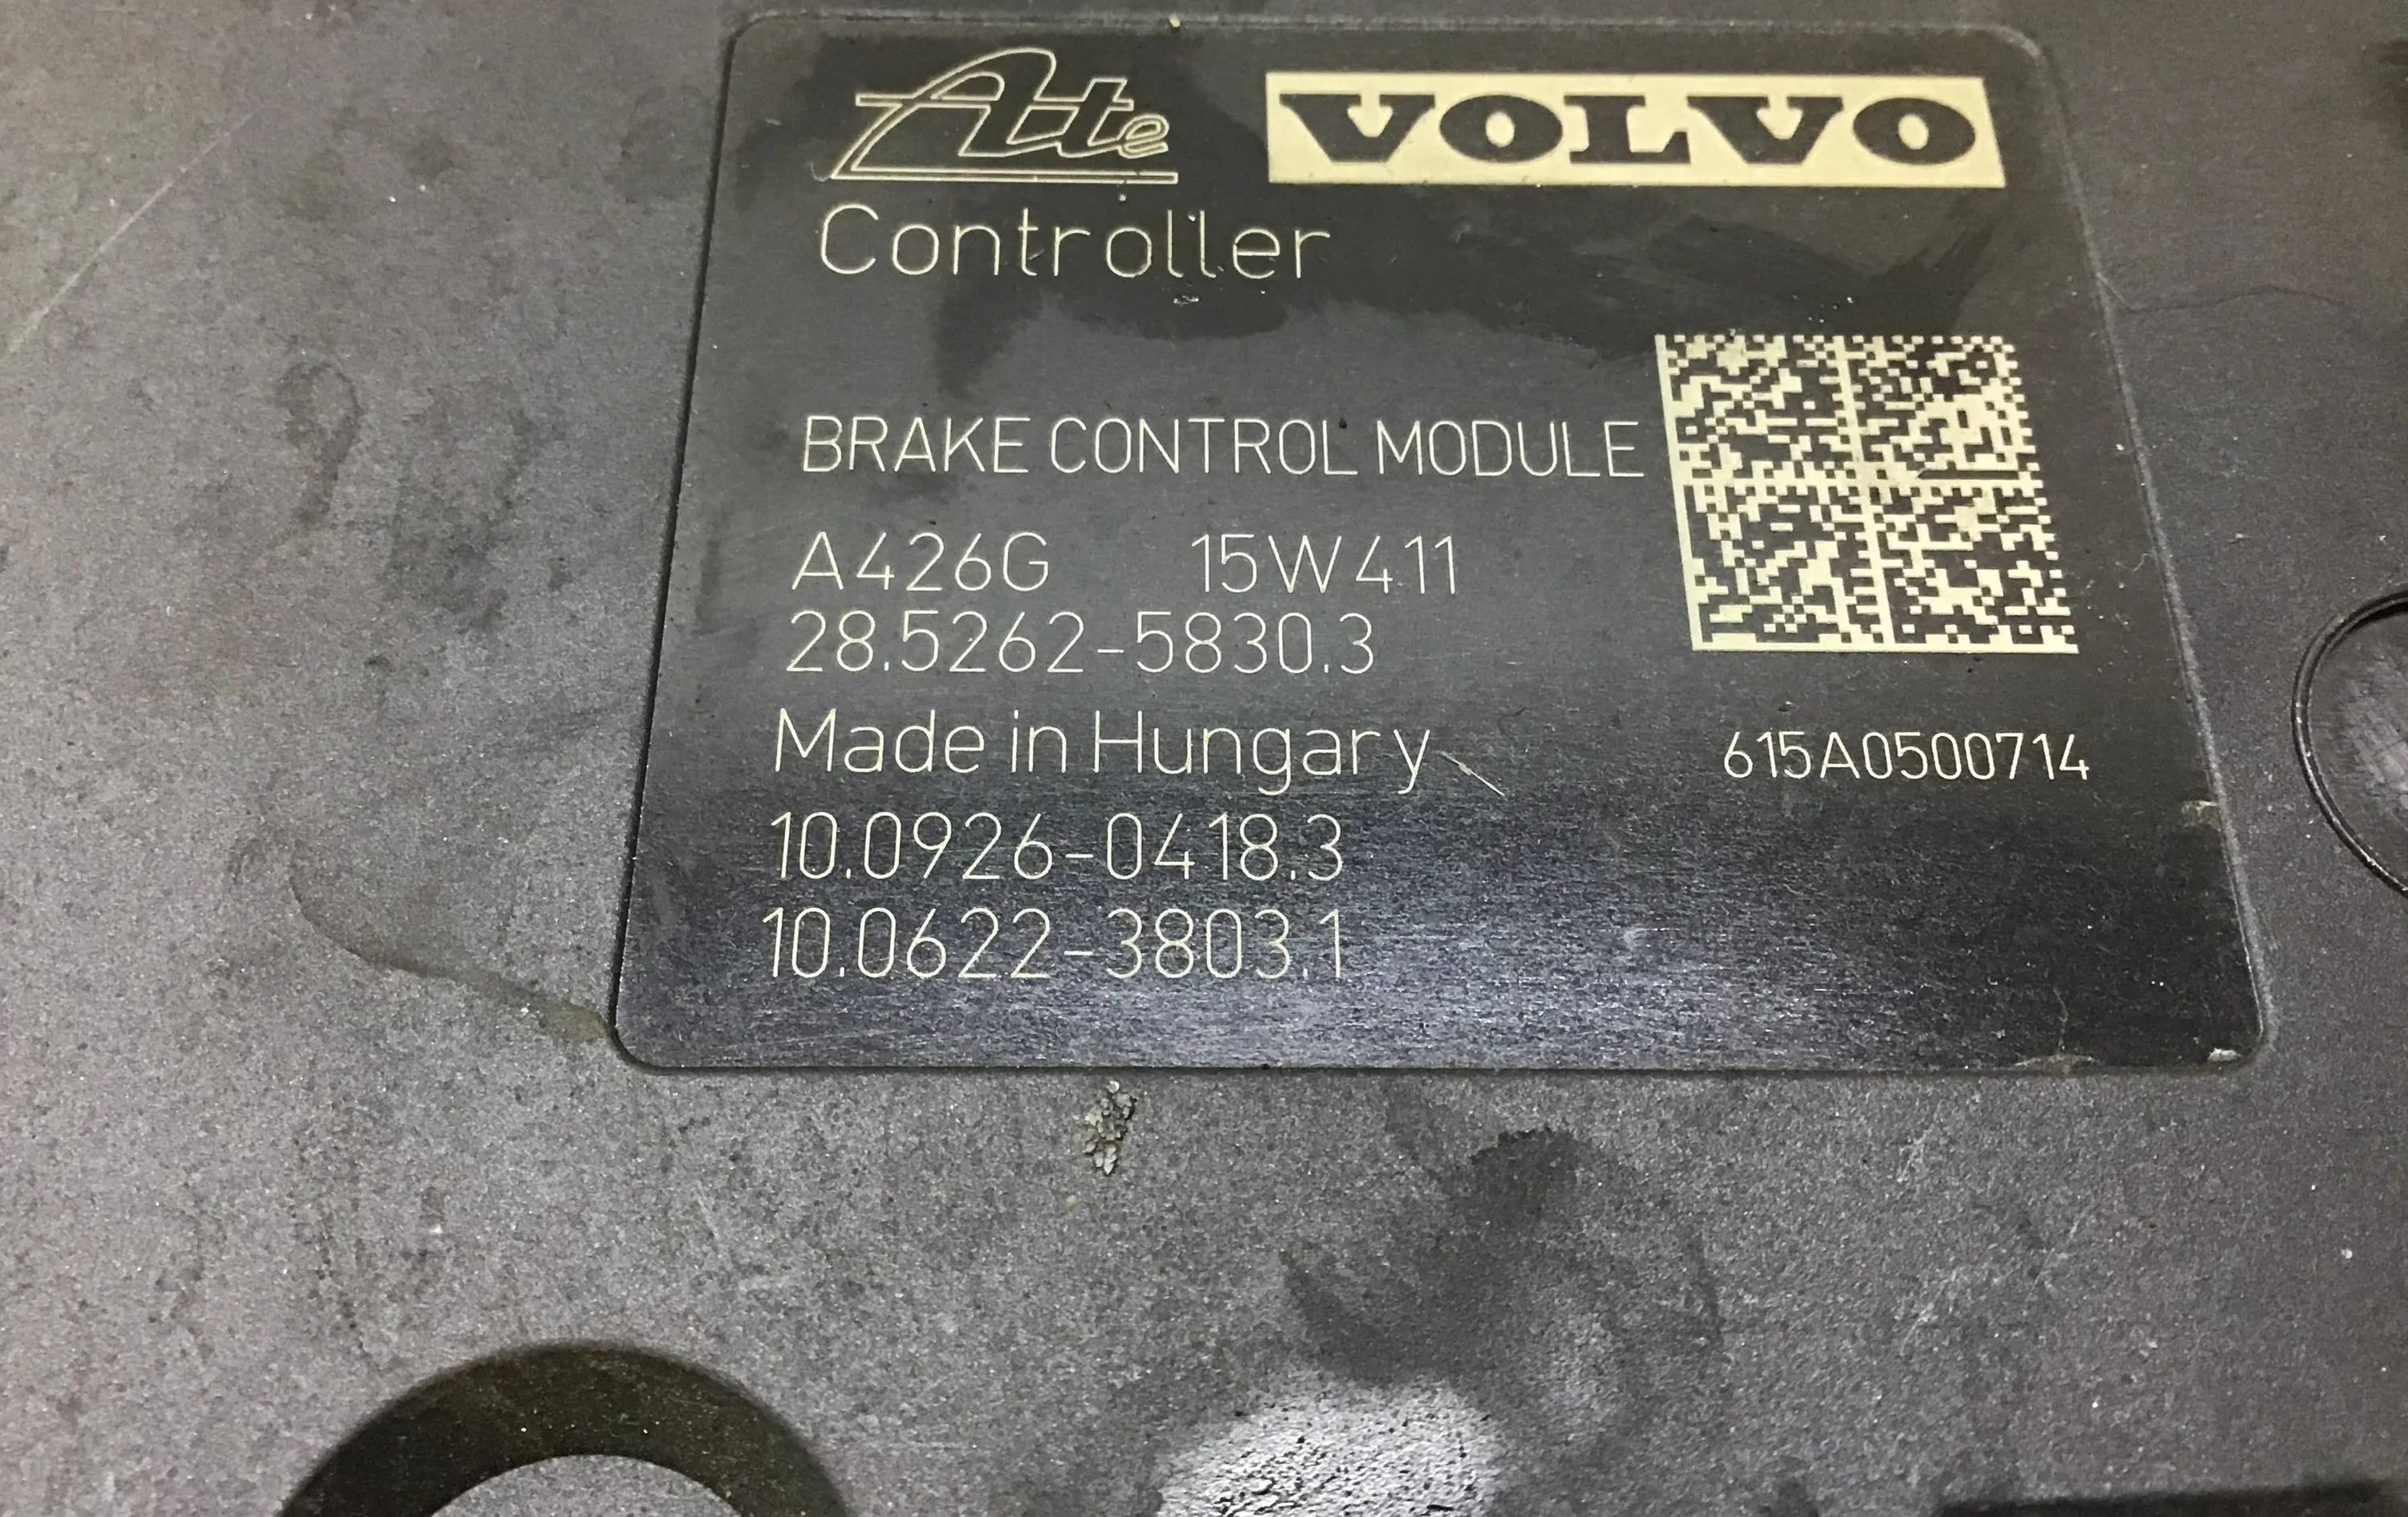 Ate VOLVO
Controller
BRAKE CONTROL MODULE
A426G 15W411
28.5262-5830.3
Made in Hungary
615A0500714
10.0926-0418.3
10.0622-3803.1